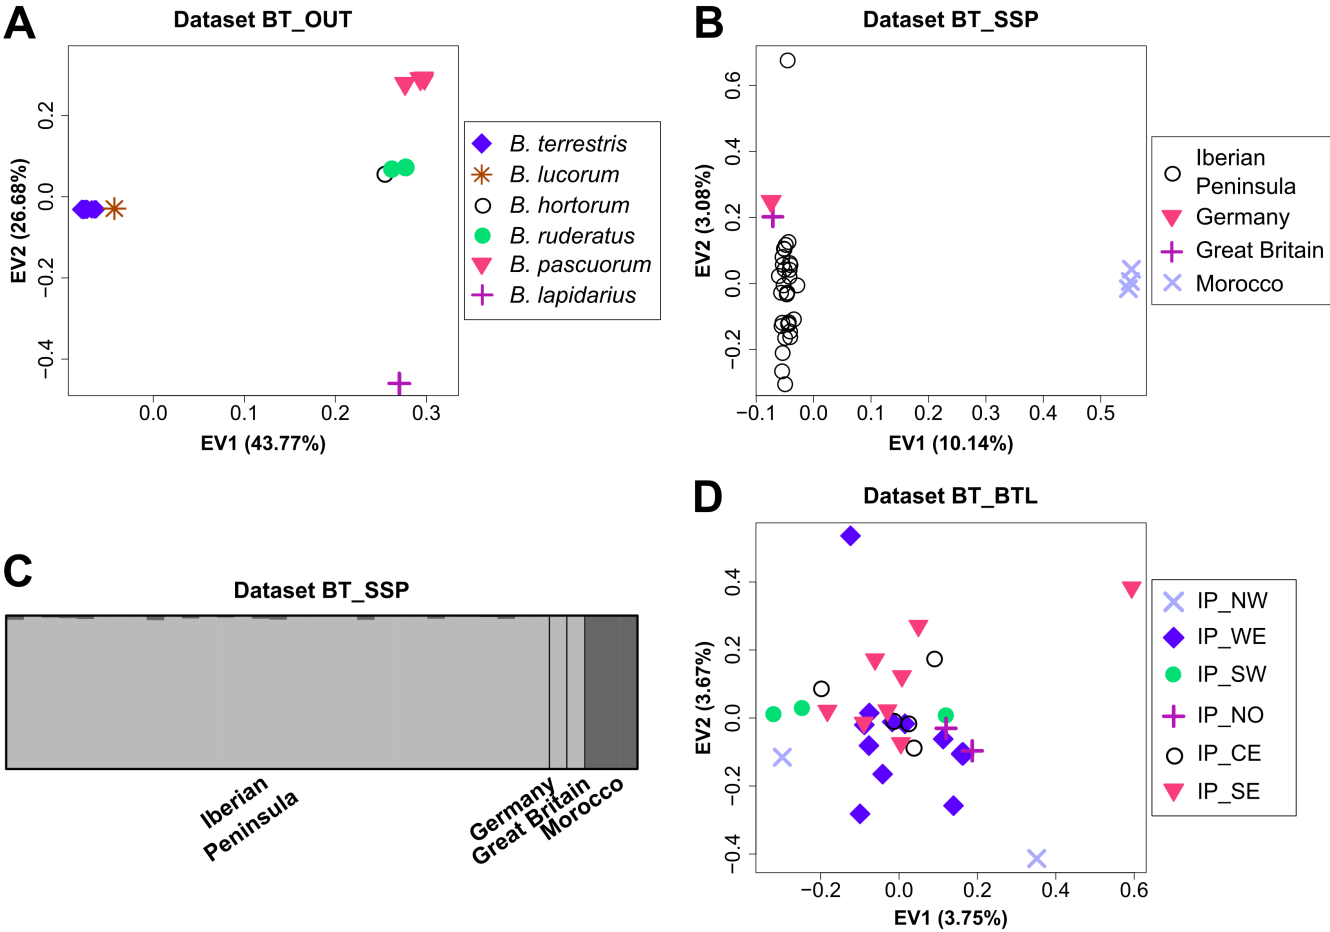 A
Dataset BT_OUT
EV2 (26.68%)
0.2
0.0
−0.2
−0.4
0.0
0.1
0.2
0.3
EV1 (43.77%)
B. terrestris
B. lucorum
B. hortorum
B. ruderatus
B. pascuorum
B. lapidarius
B
Dataset BT_SSP
EV2 (3.08%)
0.6
0.4
0.2
0.0
−0.2
−0.1
0.0
0.1
0.2
0.3
0.4
0.5
EV1 (10.14%)
Iberian
Peninsula
Germany
Great Britain
Morocco
C
Dataset BT_SSP
Iberian
Peninsula
Germany
Great Britain
Morocco
D
Dataset BT_BTL
EV2 (3.67%)
0.4
0.2
0.0
−0.2
−0.4
−0.2
0.0
0.2
0.4
0.6
EV1 (3.75%)
IP_NW
IP_WE
IP_SW
IP_NO
IP_CE
IP_SE